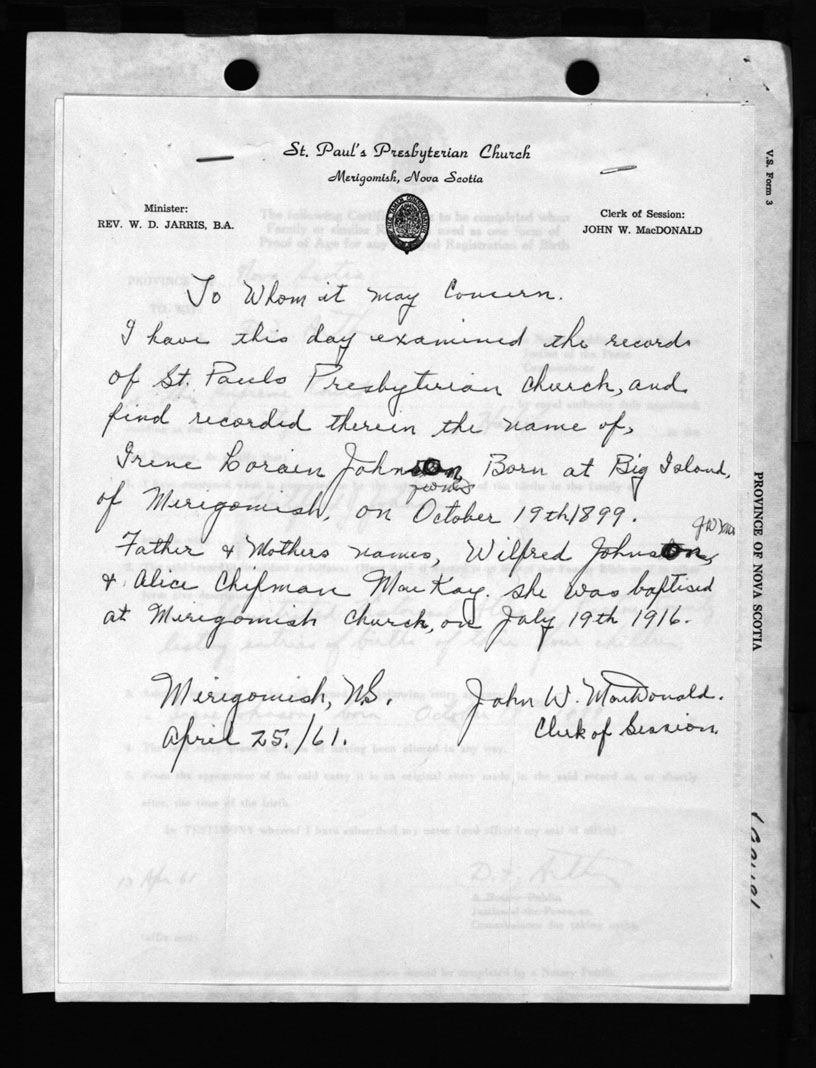 St. Paul's Presbyterian Church
Merigomish, Nova Scotia
Minister:
REV. W. D. JARRIS, B.A.
Clerk of Session:
JOHN W. MacDONALD
V.S. Form 3
PROVINCE OF NOVA SCOTIA
To Whom it may Concern.
I have this day examined the records
of St. Pauls Presbyterian church, and
find recorded therein the name of,
Irene Lorain Johnson, Born at Big Island,
of Merigomish, on October 19th/1899.
Father & Mothers names, Wilfred Johnson,
& Alice Chipman MacKay. she was baptised
at Merigomish church, on July 19th 1916.
Merigomish, N.S.
April 25./61.
John W. MacDonald.
Clerk of Session.